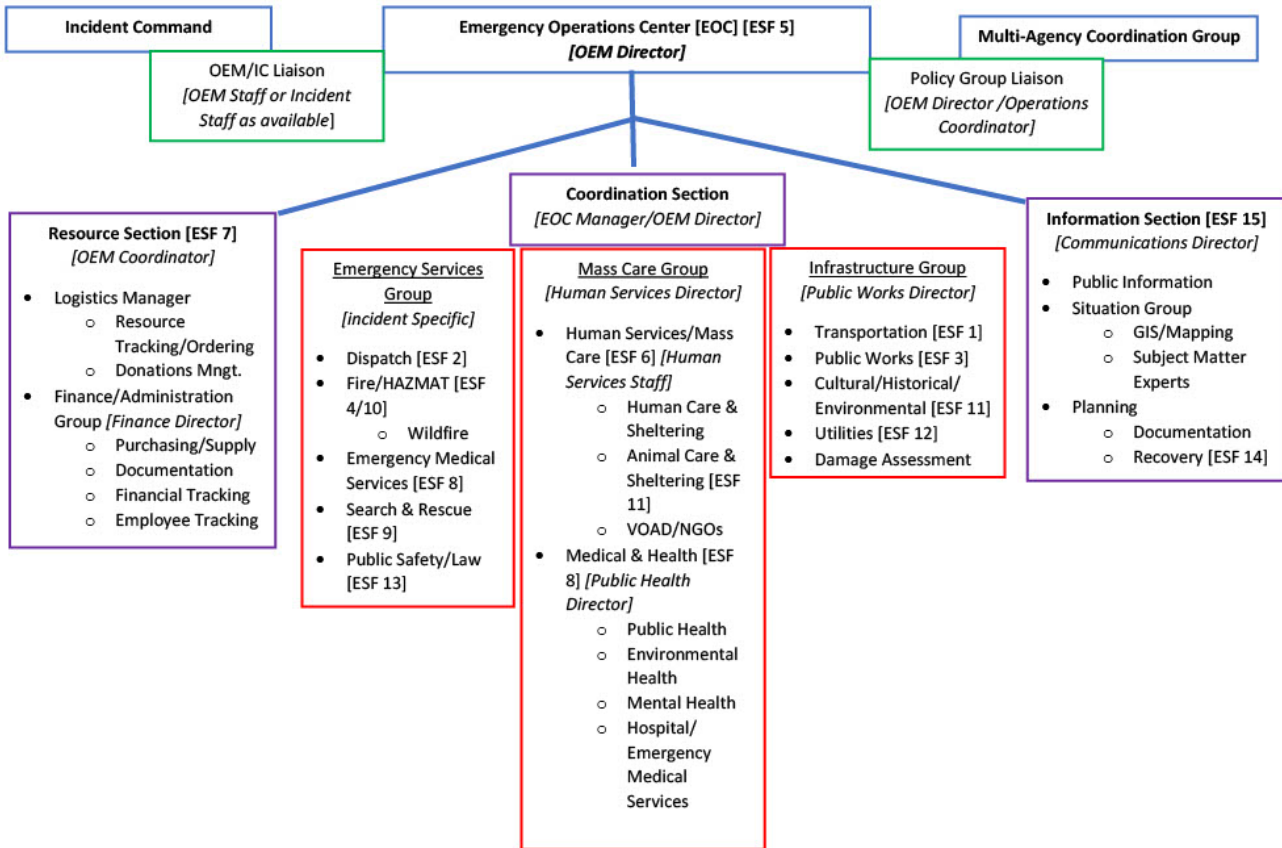 Incident Command
Emergency Operations Center [EOC] [ESF 5]
[OEM Director]
Multi-Agency Coordination Group
OEM/IC Liaison
[OEM Staff or Incident
Staff as available]
Policy Group Liaison
[OEM Director /Operations
Coordinator]
Resource Section [ESF 7]
[OEM Coordinator]
• Logistics Manager
o Resource
Tracking/Ordering
o Donations Mngt.
• Finance/Administration
Group [Finance Director]
o Purchasing/Supply
o Documentation
o Financial Tracking
o Employee Tracking
Coordination Section
[EOC Manager/OEM Director]
Emergency Services
Group
[incident Specific]
• Dispatch [ESF 2]
• Fire/HAZMAT [ESF
4/10]
o Wildfire
• Emergency Medical
Services [ESF 8]
• Search & Rescue
[ESF 9]
• Public Safety/Law
[ESF 13]
Mass Care Group
[Human Services Director]
• Human Services/Mass
Care [ESF 6] [Human
Services Staff]
o Human Care &
Sheltering
o Animal Care &
Sheltering [ESF
11]
o VOAD/NGOs
• Medical & Health [ESF
8] [Public Health
Director]
o Public Health
o Environmental
Health
o Mental Health
o Hospital/
Emergency
Medical
Services
Infrastructure Group
[Public Works Director]
• Transportation [ESF 1]
• Public Works [ESF 3]
• Cultural/Historical/
Environmental [ESF 11]
• Utilities [ESF 12]
• Damage Assessment
Information Section [ESF 15]
[Communications Director]
• Public Information
• Situation Group
o GIS/Mapping
o Subject Matter
Experts
• Planning
o Documentation
o Recovery [ESF 14]